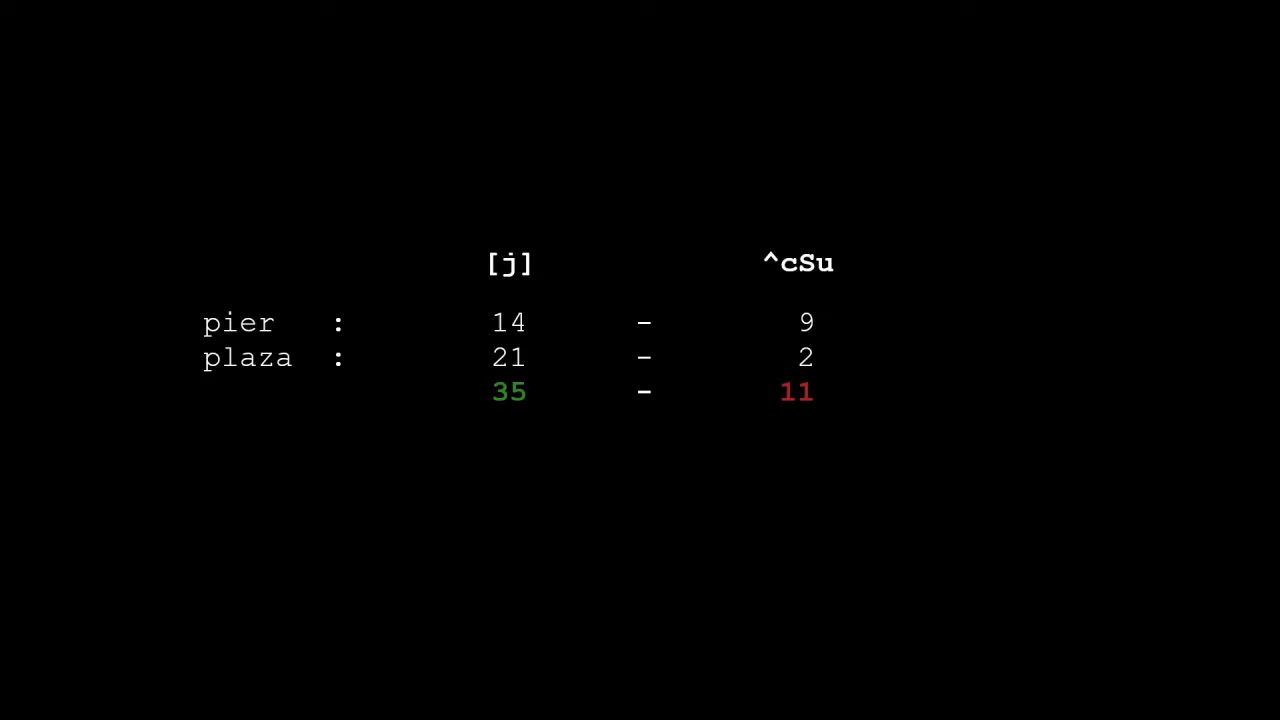 [j] ^cSu
pier : 14 - 9
plaza : 21 - 2
35 - 11